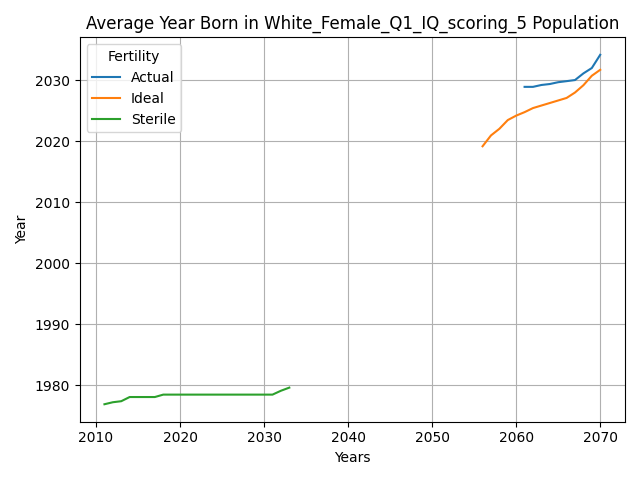 Average Year Born in White_Female_Q1_IQ_scoring_5 Population
Fertility
Actual
Ideal
Sterile
2030
2020
2010
2000
1990
1980
Year
2010 2020 2030 2040 2050 2060 2070
Years